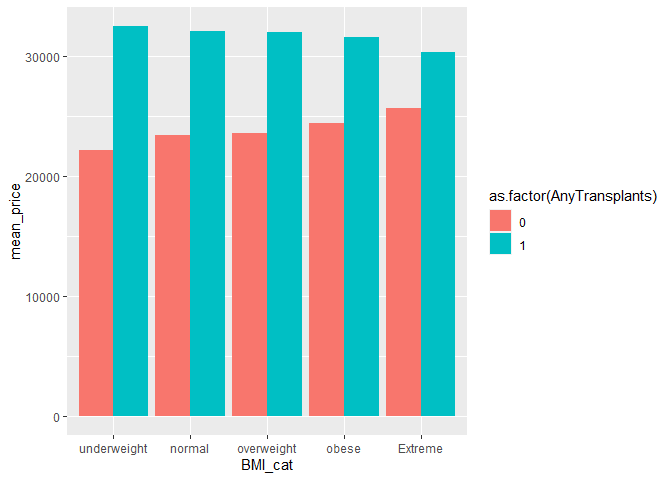 30000
20000
10000
0
mean_price
underweight normal overweight obese Extreme
BMI_cat
as.factor(AnyTransplants)
0
1